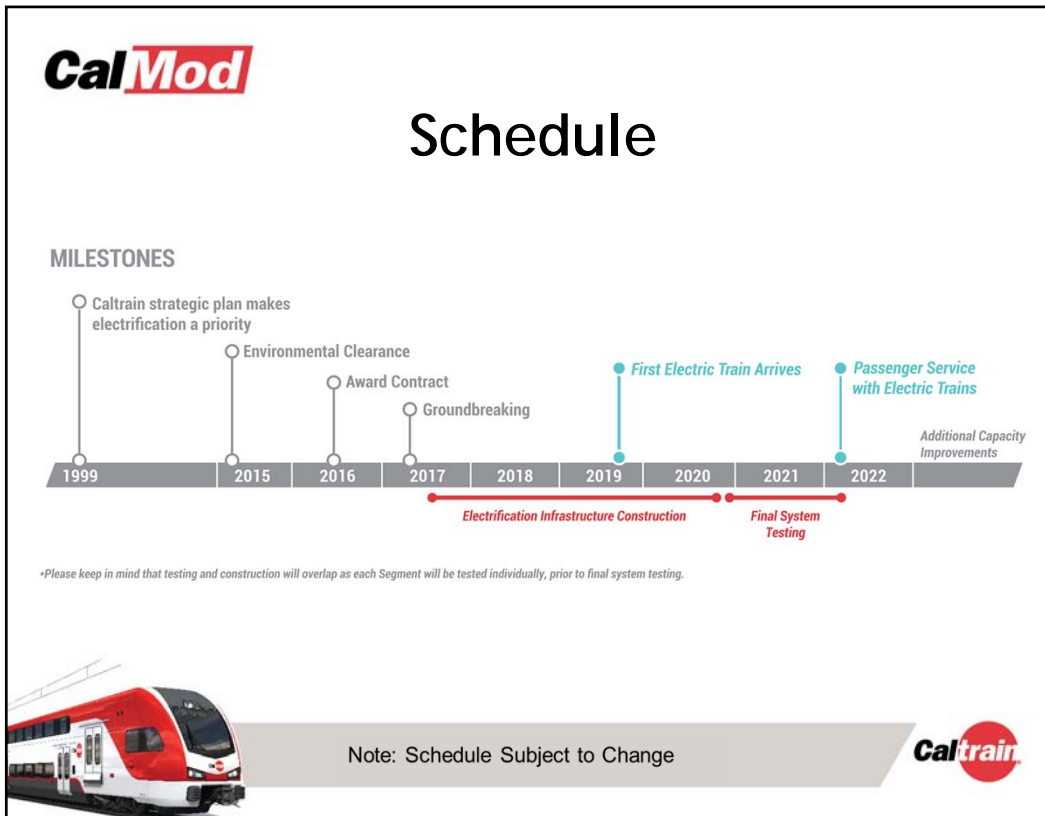 CalMod
Schedule
MILESTONES
Caltrain strategic plan makes
electrification a priority
Environmental Clearance
Award Contract
Groundbreaking
First Electric Train Arrives
Passenger Service
with Electric Trains
Additional Capacity
Improvements
1999 2015 2016 2017 2018 2019 2020 2021 2022
Electrification Infrastructure Construction
Final System
Testing
*Please keep in mind that testing and construction will overlap as each Segment will be tested individually, prior to final system testing.
Note: Schedule Subject to Change
Caltrain